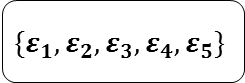 {ε₁, ε₂, ε₃, ε₄, ε₅}